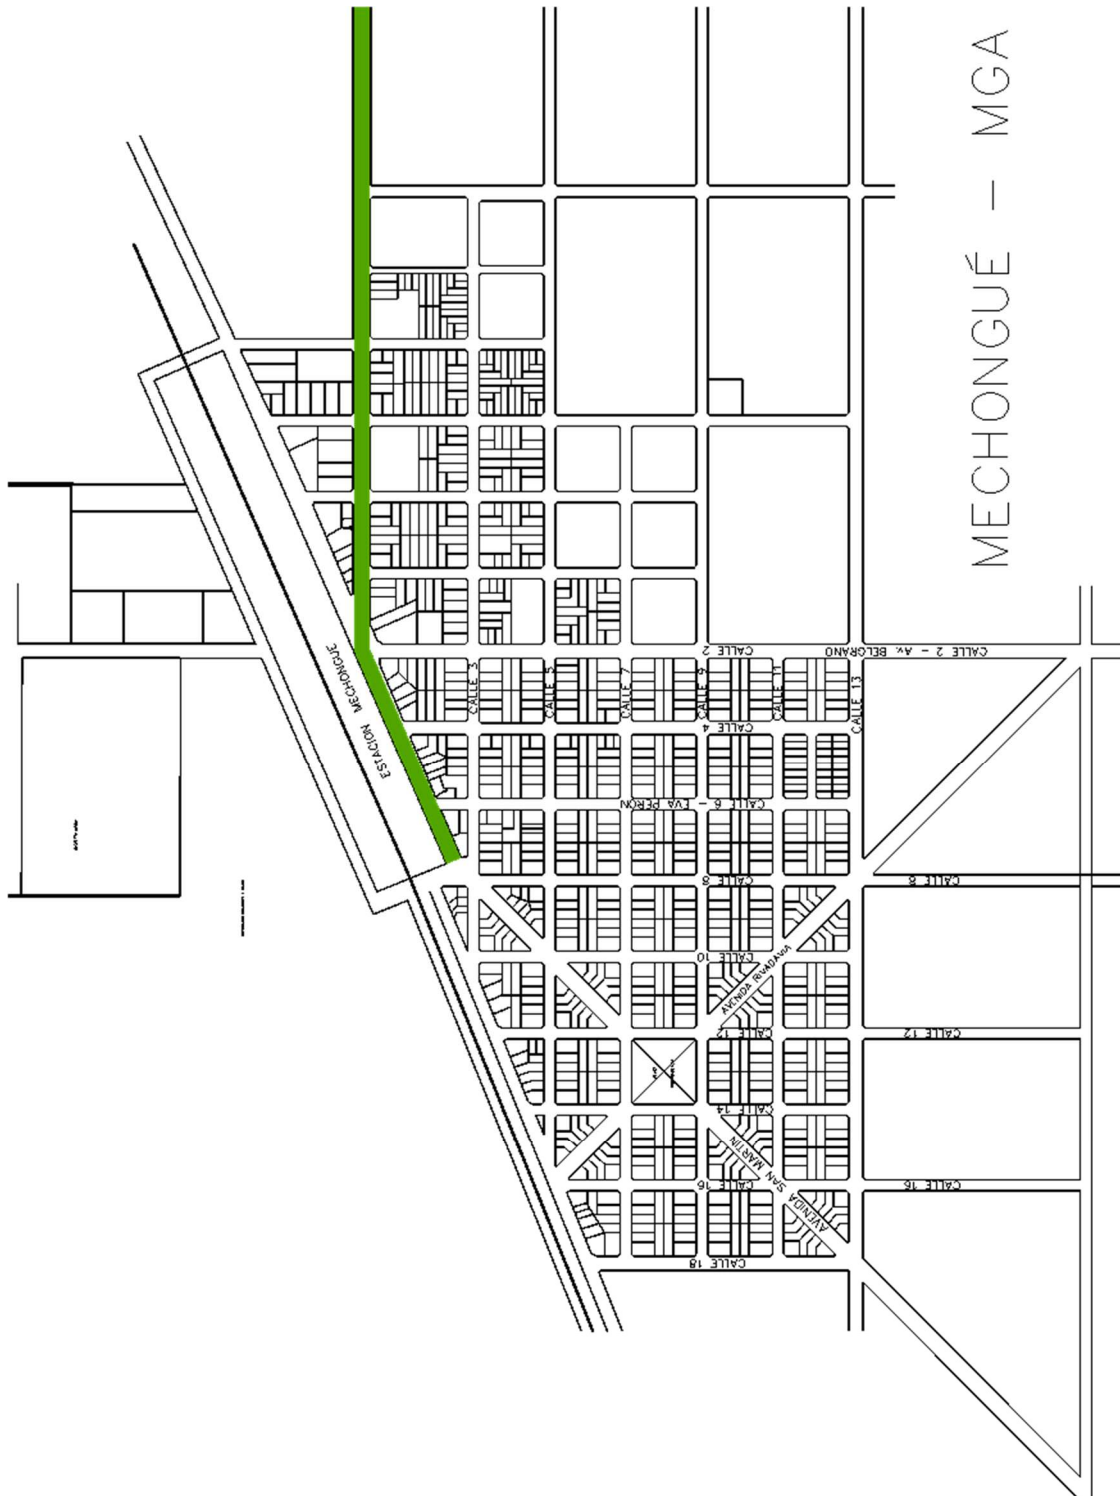 MECHONGUÉ - MGA
ESTACION MECHONGUE
CALLE 3
CALLE 5
CALLE 7
CALLE 9
CALLE 11
CALLE 13
CALLE 2
CALLE 2 - Av. BELGRANO
CALLE 4
CALLE 6 - EVA PERON
CALLE 8
CALLE 8
CALLE 10
AVENIDA RIVADAVIA
CALLE 12
CALLE 12
CALLE 14
AVENIDA SAN MARTIN
CALLE 16
CALLE 16
CALLE 18